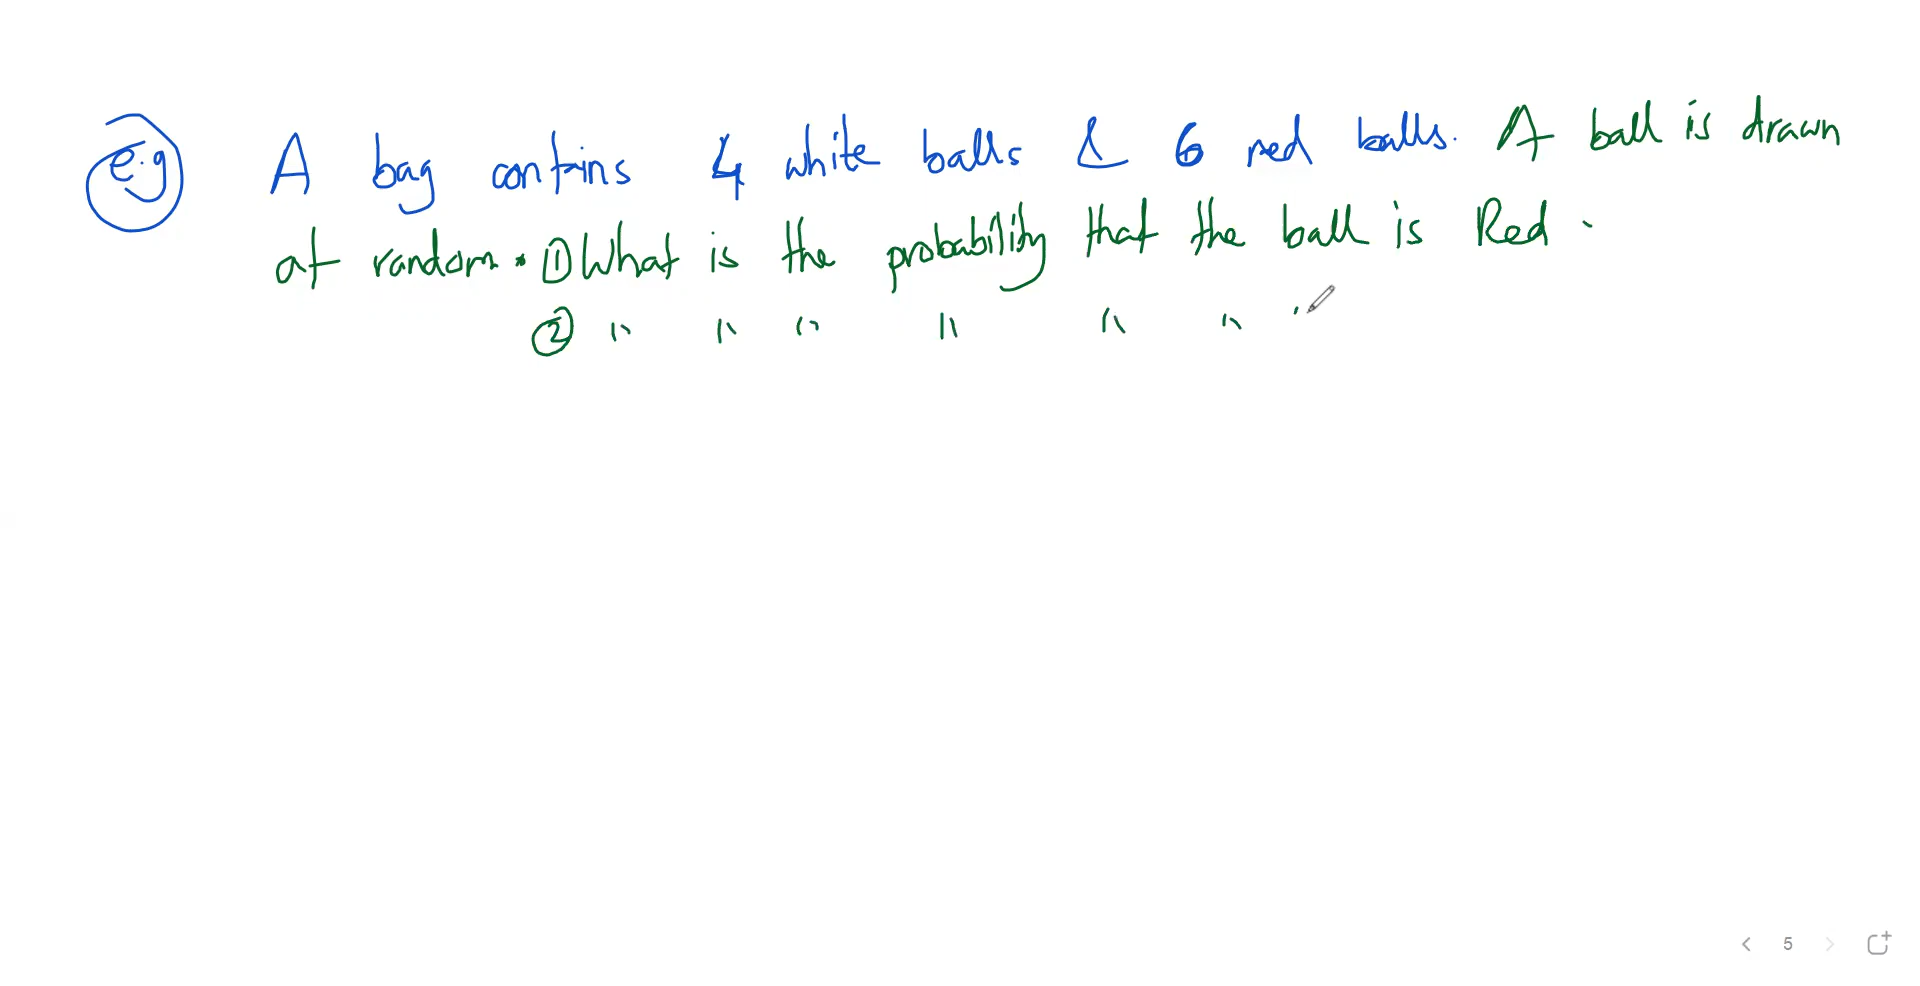 e.g A bag contains 4 white balls & 6 red balls. A ball is drawn
at random. ① What is the probability that the ball is Red.
② " " " " " " '
5